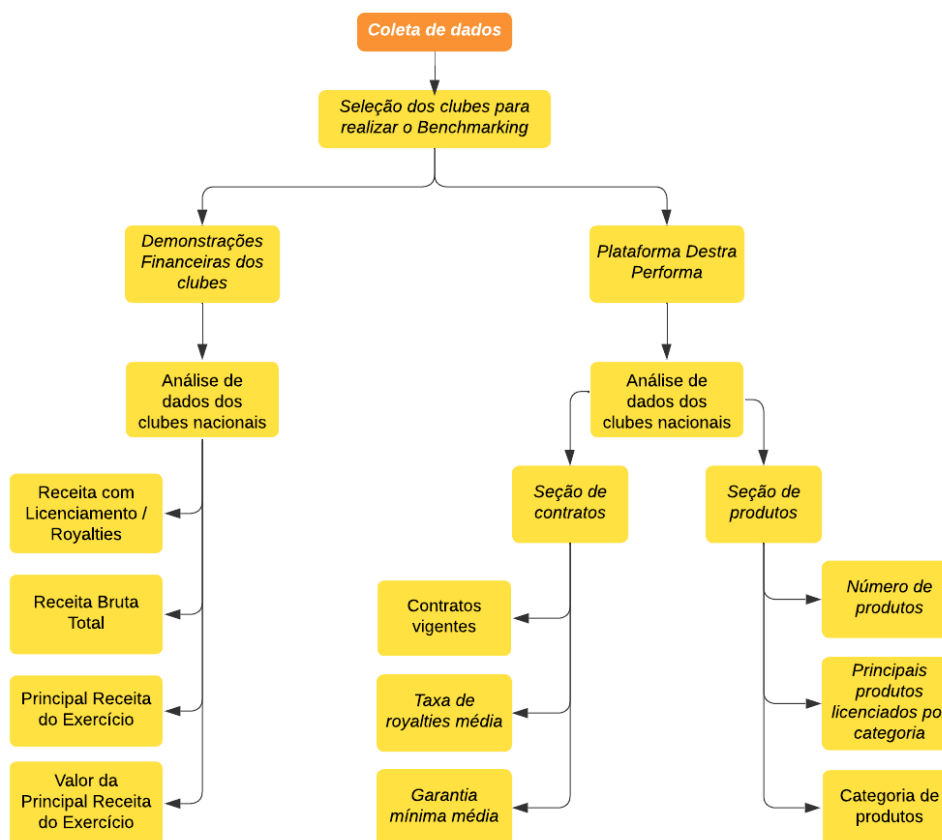 Coleta de dados
Seleção dos clubes para
realizar o Benchmarking
Demonstrações
Financeiras dos
clubes
Plataforma Destra
Performa
Análise de
dados dos
clubes nacionais
Análise de
dados dos
clubes nacionais
Receita com
Licenciamento /
Royalties
Receita Bruta
Total
Principal Receita
do Exercício
Valor da
Principal Receita
do Exercício
Seção de
contratos
Contratos
vigentes
Taxa de
royalties média
Garantia
mínima média
Seção de
produtos
Número de
produtos
Principais
produtos
licenciados po
categoria
Categoria de
produtos